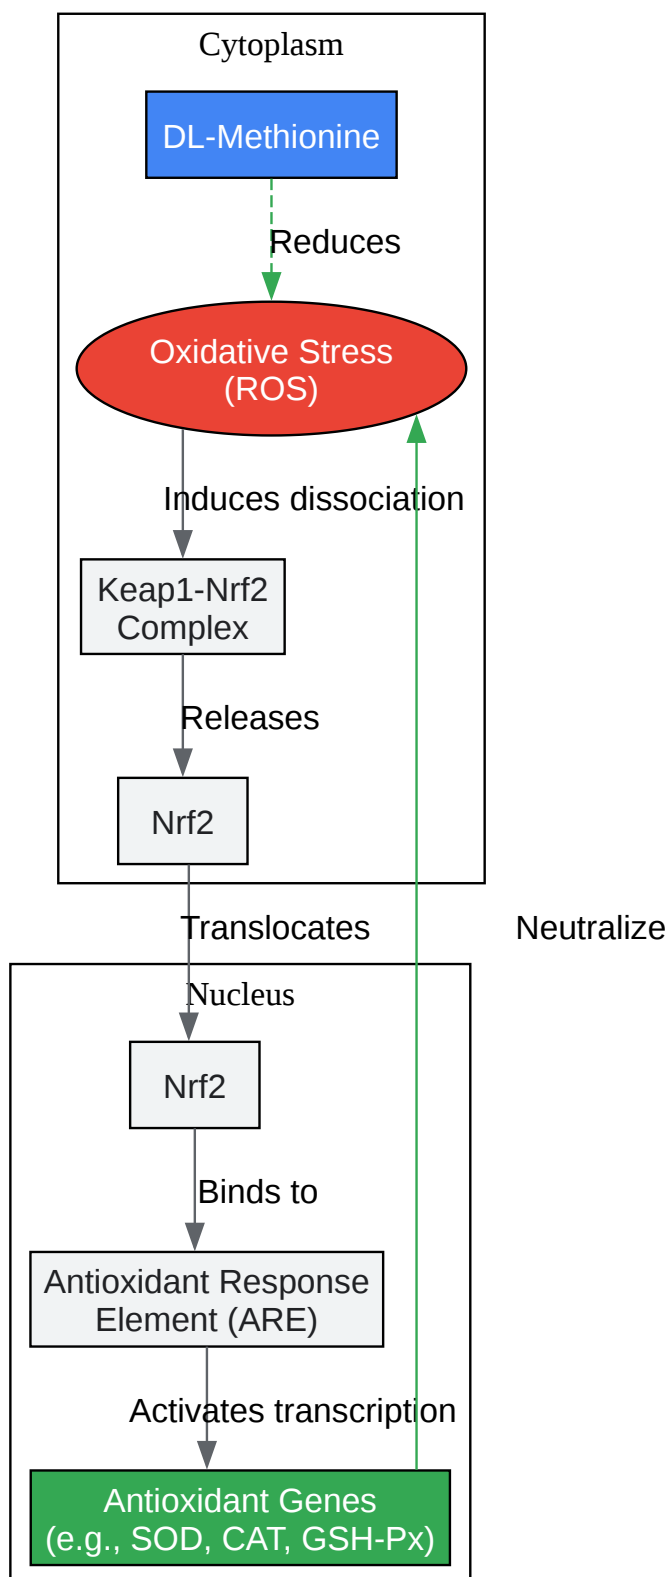 Cytoplasm
DL-Methionine
Reduces
Oxidative Stress
(ROS)
Induces dissociation
Keap1-Nrf2
Complex
Releases
Nrf2
Translocates
Neutralize
Nucleus
Nrf2
Binds to
Antioxidant Response
Element (ARE)
Activates transcription
Antioxidant Genes
(e.g., SOD, CAT, GSH-Px)